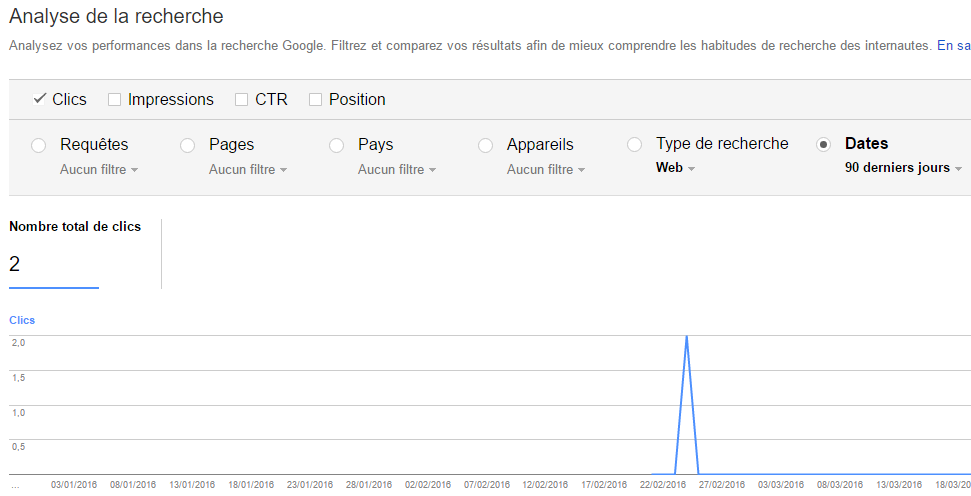 Analyse de la recherche
Analysez vos performances dans la recherche Google. Filtrez et comparez vos résultats afin de mieux comprendre les habitudes de recherche des internautes. En sa
Clics Impressions CTR Position
Requêtes Pages Pays Appareils Type de recherche Dates
Aucun filtre Aucun filtre Aucun filtre Aucun filtre Web 90 derniers jours
Nombre total de clics
2
Clics
2,0
1,5
1,0
0,5
... 03/01/2016 08/01/2016 13/01/2016 18/01/2016 23/01/2016 28/01/2016 02/02/2016 07/02/2016 12/02/2016 17/02/2016 22/02/2016 27/02/2016 03/03/2016 08/03/2016 13/03/2016 18/03/20